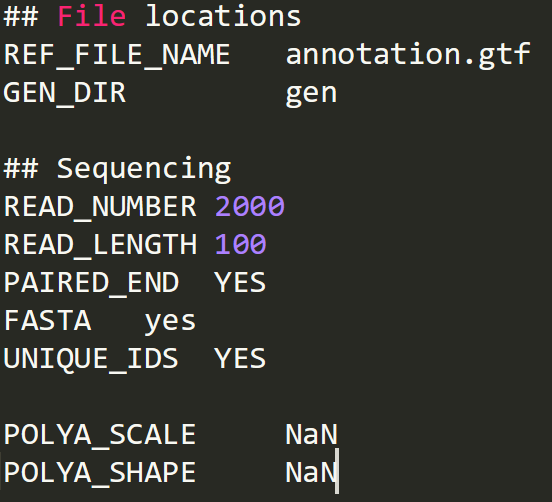 ## File locations
REF_FILE_NAME annotation.gtf
GEN_DIR gen
## Sequencing
READ_NUMBER 2000
READ_LENGTH 100
PAIRED_END YES
FASTA yes
UNIQUE_IDS YES
POLYA_SCALE NaN
POLYA_SHAPE NaN